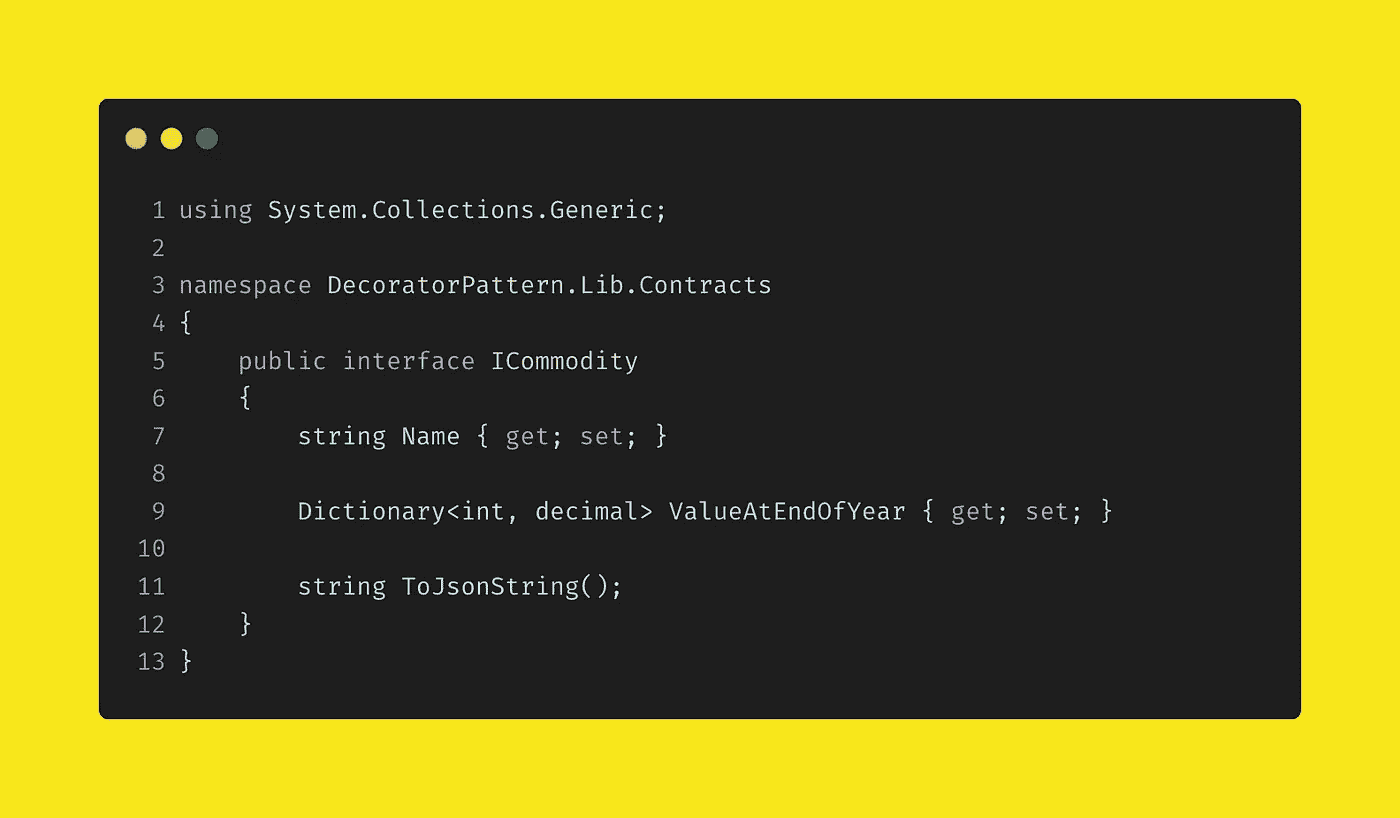 1 using System.Collections.Generic;
2
3 namespace DecoratorPattern.Lib.Contracts
4 {
5     public interface ICommodity
6     {
7         string Name { get; set; }
8
9         Dictionary<int, decimal> ValueAtEndOfYear { get; set; }
10
11         string ToJsonString();
12     }
13 }